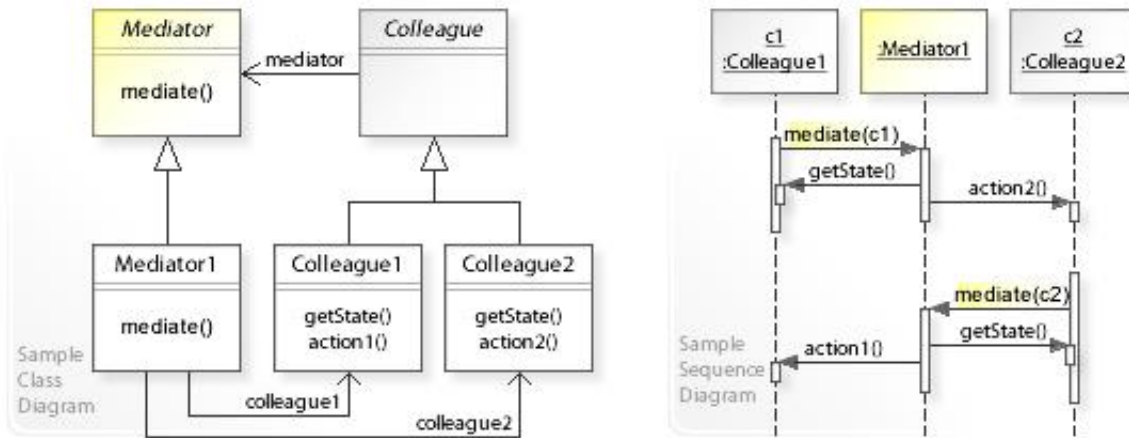 Mediator
mediate()
mediator
Colleague
Mediator1
mediate()
Colleague1
getState()
action1()
Colleague2
getState()
action2()
colleague1
colleague2
Sample
Class
Diagram
c1
:Colleague1
:Mediator1
c2
:Colleague2
mediate(c1)
getState()
action2()
mediate(c2)
getState()
action1()
Sample
Sequence
Diagram